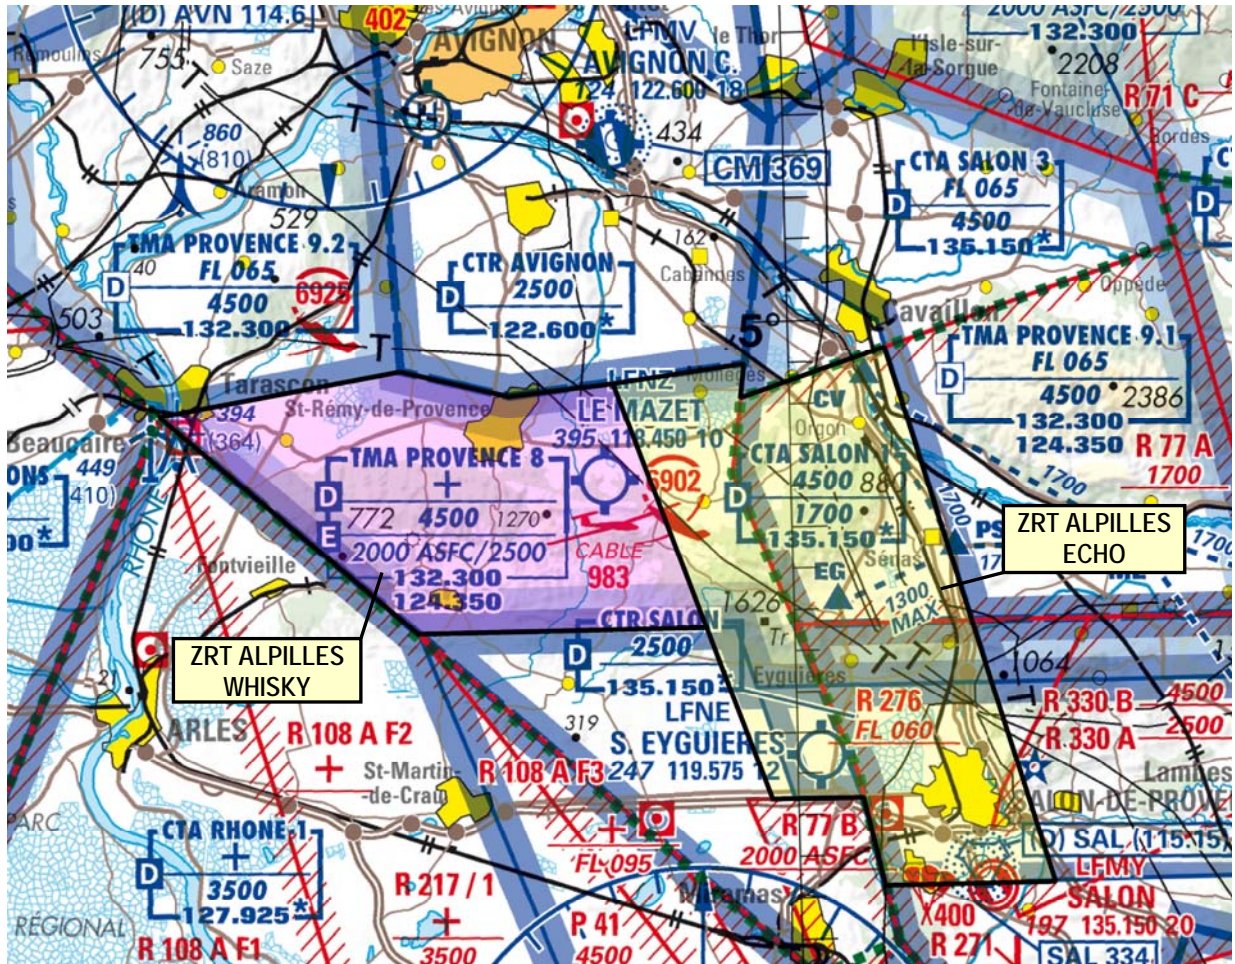 (D) AVN 114.6
402
AVIGNON
LFMV
AVIGNON C.
124 122.600 18
le Thor
2000 ASFC/2500
132.300
l'Isle-sur-
-la-Sorgue
2208
Fontaine-
-de-Vaucluse
R 71 C
Remoulins
755
Saze
860
(810)
434
CM 369
CTA SALON 3
D
FL 065
4500
135.150*
Aramon
529
162
Cabannes
TMA PROVENCE 9.2
D
40
FL 065
4500
132.300
6925
CTR AVIGNON
D
2500
122.600*
503
T
5°
Cavaillon
Oppède
TMA PROVENCE 9.1
D
FL 065
4500
2386
132.300
124.350
R 77 A
1700
Tarascon
394
(364)
St-Rémy-de-Provence
LFNZ
LE MAZET
395 118.450 10
Mollégès
CV
Orgon
Beaucaire
449
TMA PROVENCE 8
+
D
E
772
4500
1270
2000 ASFC/2500
132.300
124.350
CABLE
983
6902
CTA SALON 1
D
4500
880
1700
135.150*
Sénas
1700
1700
1700
ZRT ALPILLES
ECHO
RHONE
Fontvieille
EG
1300
MAX
1626
Tr
CTR SALON
D
2500
135.150*
Eyguières
1064
ZRT ALPILLES
WHISKY
21
ARLES
R 108 A F2
+
319
LFNE
S. EYGUIERES
247 119.575 12
R 276
FL 060
R 330 B
4500
2500
R 330 A
St-Martin-
-de-Crau
R 108 A F3
+
FL 095
R 77 B
2000 ASFC
Lambes
SALON-DE-PROVE
PARC
RÉGIONAL
CTA RHONE 1
+
D
3500
127.925*
R 108 A F1
R 217 / 1
+
3500
R 41
4500
Miramas
(D) SAL (115.15)
LFMY
SALON
197 135.150 20
X400
R 271
SAL 334